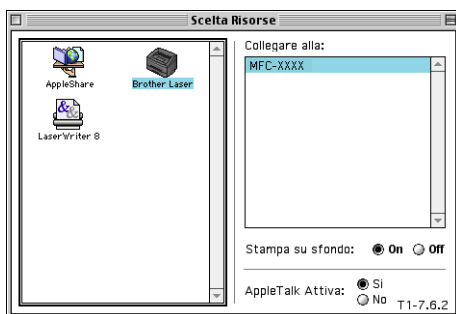 Scelta Risorse
AppleShare
Brother Laser
LaserWriter 8
Collegare alla:
MFC-XXXX
Stampa su sfondo: On Off
AppleTalk Attiva: Si
No
T1-7.6.2